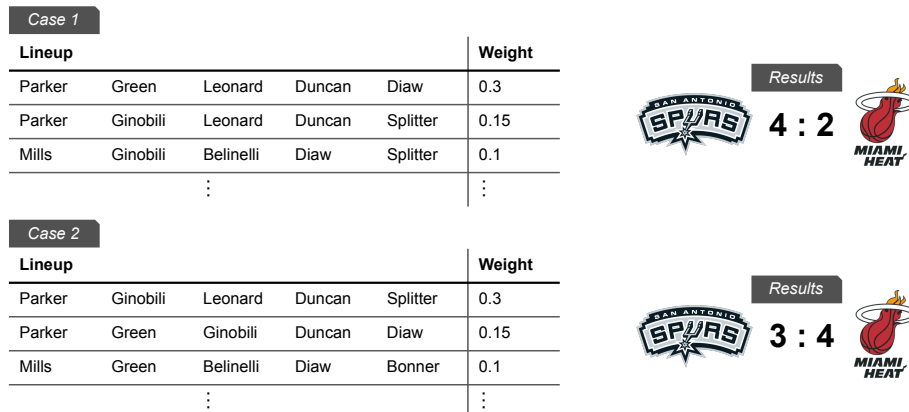 Case 1
Lineup Weight
Parker Green Leonard Duncan Diaw 0.3
Parker Ginobili Leonard Duncan Splitter 0.15
Mills Ginobili Belinelli Diaw Splitter 0.1
⋮ ⋮
Results
SAN ANTONIO
SPURS
4 : 2
MIAMI
HEAT
Case 2
Lineup Weight
Parker Ginobili Leonard Duncan Splitter 0.3
Parker Green Ginobili Duncan Diaw 0.15
Mills Green Belinelli Diaw Bonner 0.1
⋮ ⋮
Results
SAN ANTONIO
SPURS
3 : 4
MIAMI
HEAT